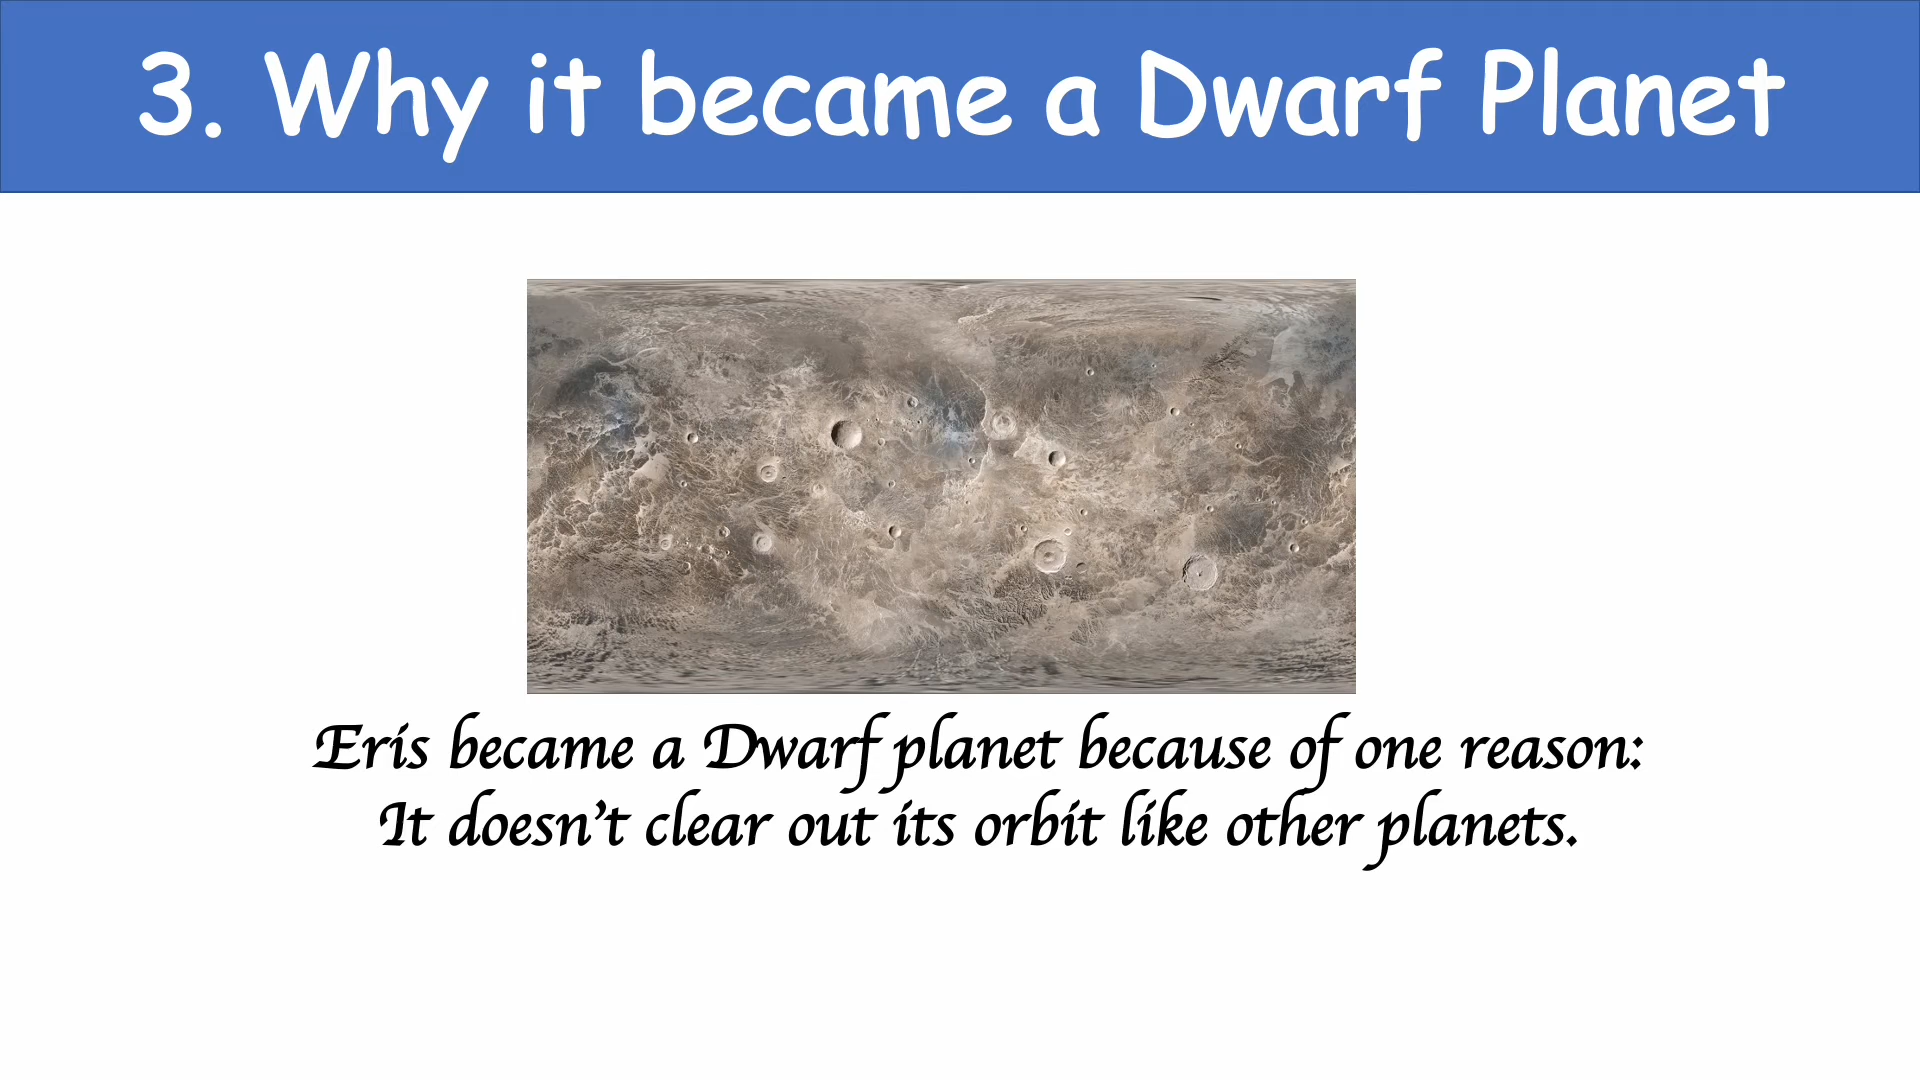 3. Why it became a Dwarf Planet
Eris became a Dwarf planet because of one reason:
It doesn't clear out its orbit like other planets.